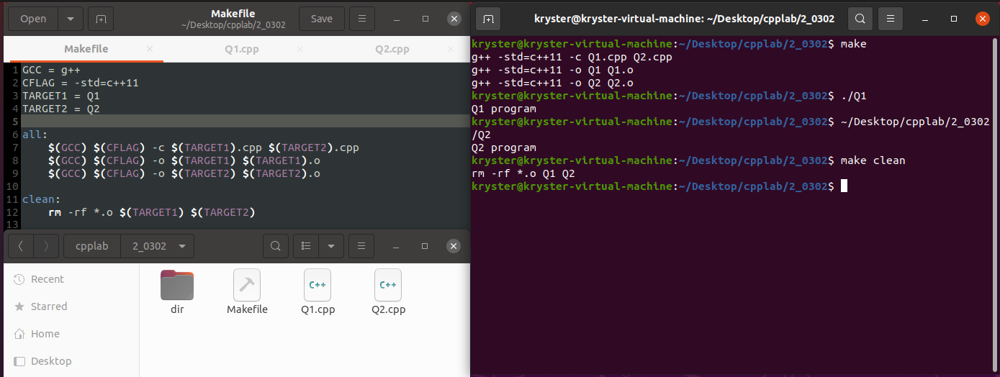 Open
Makefile
~/Desktop/cpplab/2_0302
Save
Makefile
Q1.cpp
Q2.cpp
1 GCC = g++
2 CFLAG = -std=c++11
3 TARGET1 = Q1
4 TARGET2 = Q2
5
6 all:
7 $(GCC) $(CFLAG) -c $(TARGET1).cpp $(TARGET2).cpp
8 $(GCC) $(CFLAG) -o $(TARGET1) $(TARGET1).o
9 $(GCC) $(CFLAG) -o $(TARGET2) $(TARGET2).o
10
11 clean:
12 rm -rf *.o $(TARGET1) $(TARGET2)
13
cpplab
2_0302
Recent
Starred
Home
Desktop
dir
Makefile
Q1.cpp
Q2.cpp
C++
C++
kryster@kryster-virtual-machine: ~/Desktop/cpplab/2_0302
kryster@kryster-virtual-machine:~/Desktop/cpplab/2_0302$ make
g++ -std=c++11 -c Q1.cpp Q2.cpp
g++ -std=c++11 -o Q1 Q1.o
g++ -std=c++11 -o Q2 Q2.o
kryster@kryster-virtual-machine:~/Desktop/cpplab/2_0302$ ./Q1
Q1 program
kryster@kryster-virtual-machine:~/Desktop/cpplab/2_0302$ ~/Desktop/cpplab/2_0302
/Q2
Q2 program
kryster@kryster-virtual-machine:~/Desktop/cpplab/2_0302$ make clean
rm -rf *.o Q1 Q2
kryster@kryster-virtual-machine:~/Desktop/cpplab/2_0302$